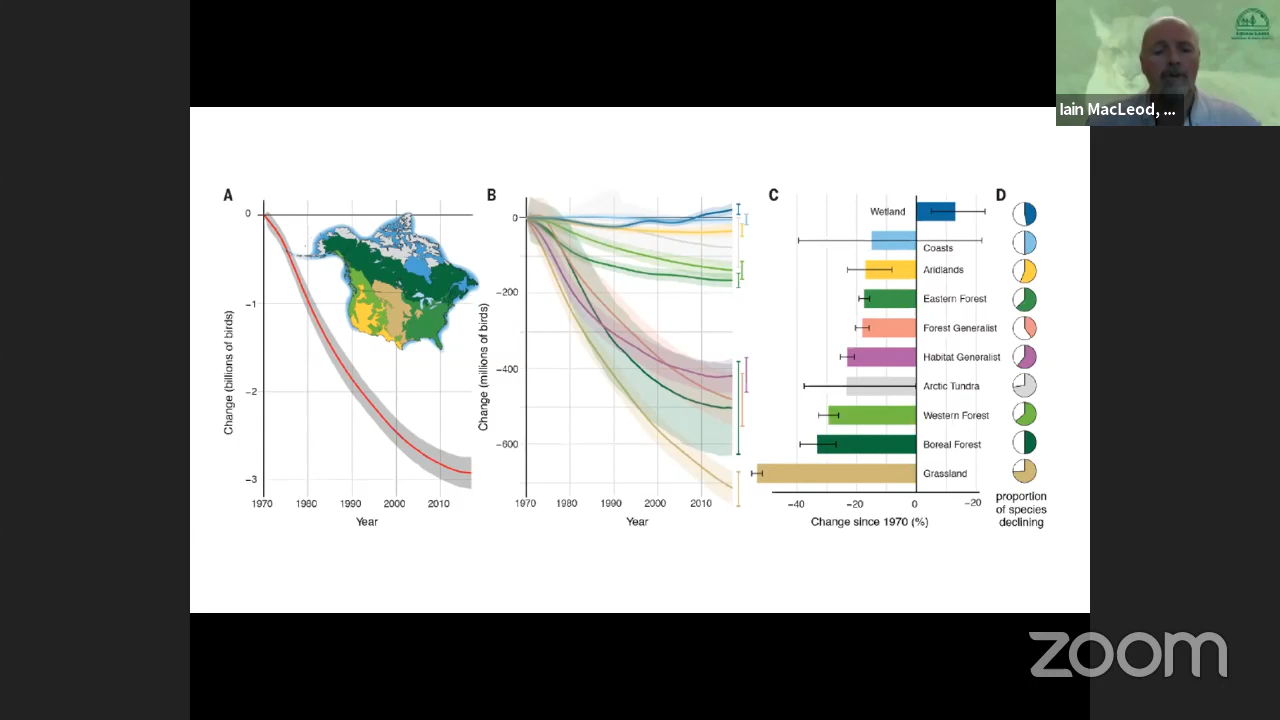 Iain MacLeod, ...
A
B
C
D
0
−1
−2
−3
Change (billions of birds)
1970
1980
1990
2000
2010
Year
0
−200
−400
−600
Change (millions of birds)
1970
1980
1990
2000
2010
Year
Wetland
Coasts
Aridlands
Eastern Forest
Forest Generalist
Habitat Generalist
Arctic Tundra
Western Forest
Boreal Forest
Grassland
−40
−20
0
−20
Change since 1970 (%)
proportion
of species
declining
zoom